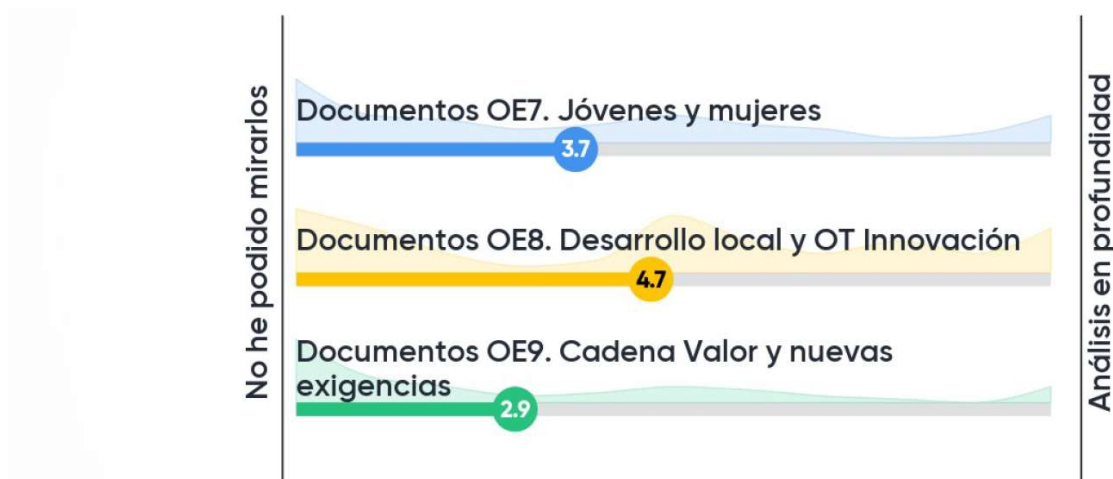 No he podido mirarlos
Documentos OE7. Jóvenes y mujeres
3.7
Documentos OE8. Desarrollo local y OT Innovación
4.7
Documentos OE9. Cadena Valor y nuevas
exigencias
2.9
Análisis en profundidad